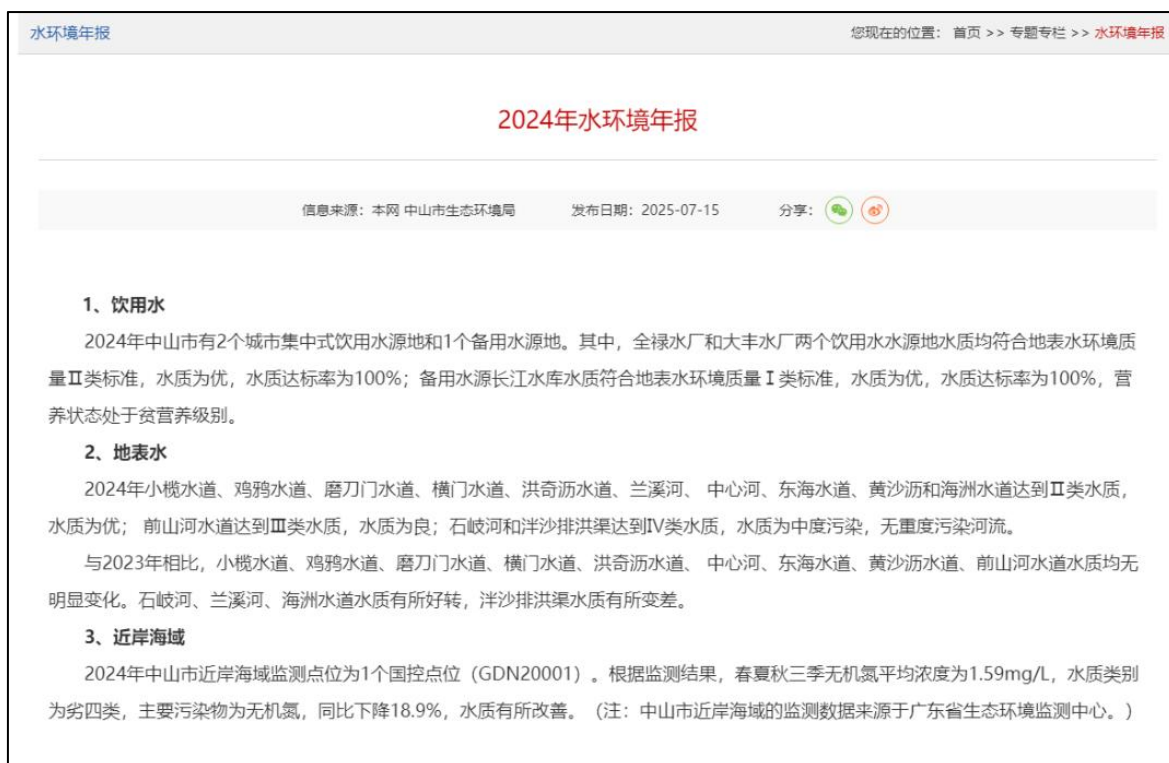 水环境年报
您现在的位置： 首页 >> 专题专栏 >> 水环境年报
2024年水环境年报
信息来源：本网 中山市生态环境局 发布日期：2025-07-15 分享：
1、饮用水
2024年中山市有2个城市集中式饮用水源地和1个备用水源地。其中，全禄水厂和大丰水厂两个饮用水水源地水质均符合地表水环境质
量Ⅱ类标准，水质为优，水质达标率为100%；备用水源长江水库水质符合地表水环境质量Ⅰ类标准，水质为优，水质达标率为100%，营
养状态处于贫营养级别。
2、地表水
2024年小榄水道、鸡鸦水道、磨刀门水道、横门水道、洪奇沥水道、兰溪河、 中心河、东海水道、黄沙沥和海洲水道达到Ⅱ类水质，
水质为优； 前山河水道达到Ⅲ类水质，水质为良；石岐河和泮沙排洪渠达到Ⅳ类水质，水质为中度污染，无重度污染河流。
与2023年相比，小榄水道、鸡鸦水道、磨刀门水道、横门水道、洪奇沥水道、 中心河、东海水道、黄沙沥水道、前山河水道水质均无
明显变化。石岐河、兰溪河、海洲水道水质有所好转，泮沙排洪渠水质有所变差。
3、近岸海域
2024年中山市近岸海域监测点位为1个国控点位（GDN20001）。根据监测结果，春夏秋三季无机氮平均浓度为1.59mg/L，水质类别
为劣四类，主要污染物为无机氮，同比下降18.9%，水质有所改善。（注：中山市近岸海域的监测数据来源于广东省生态环境监测中心。）